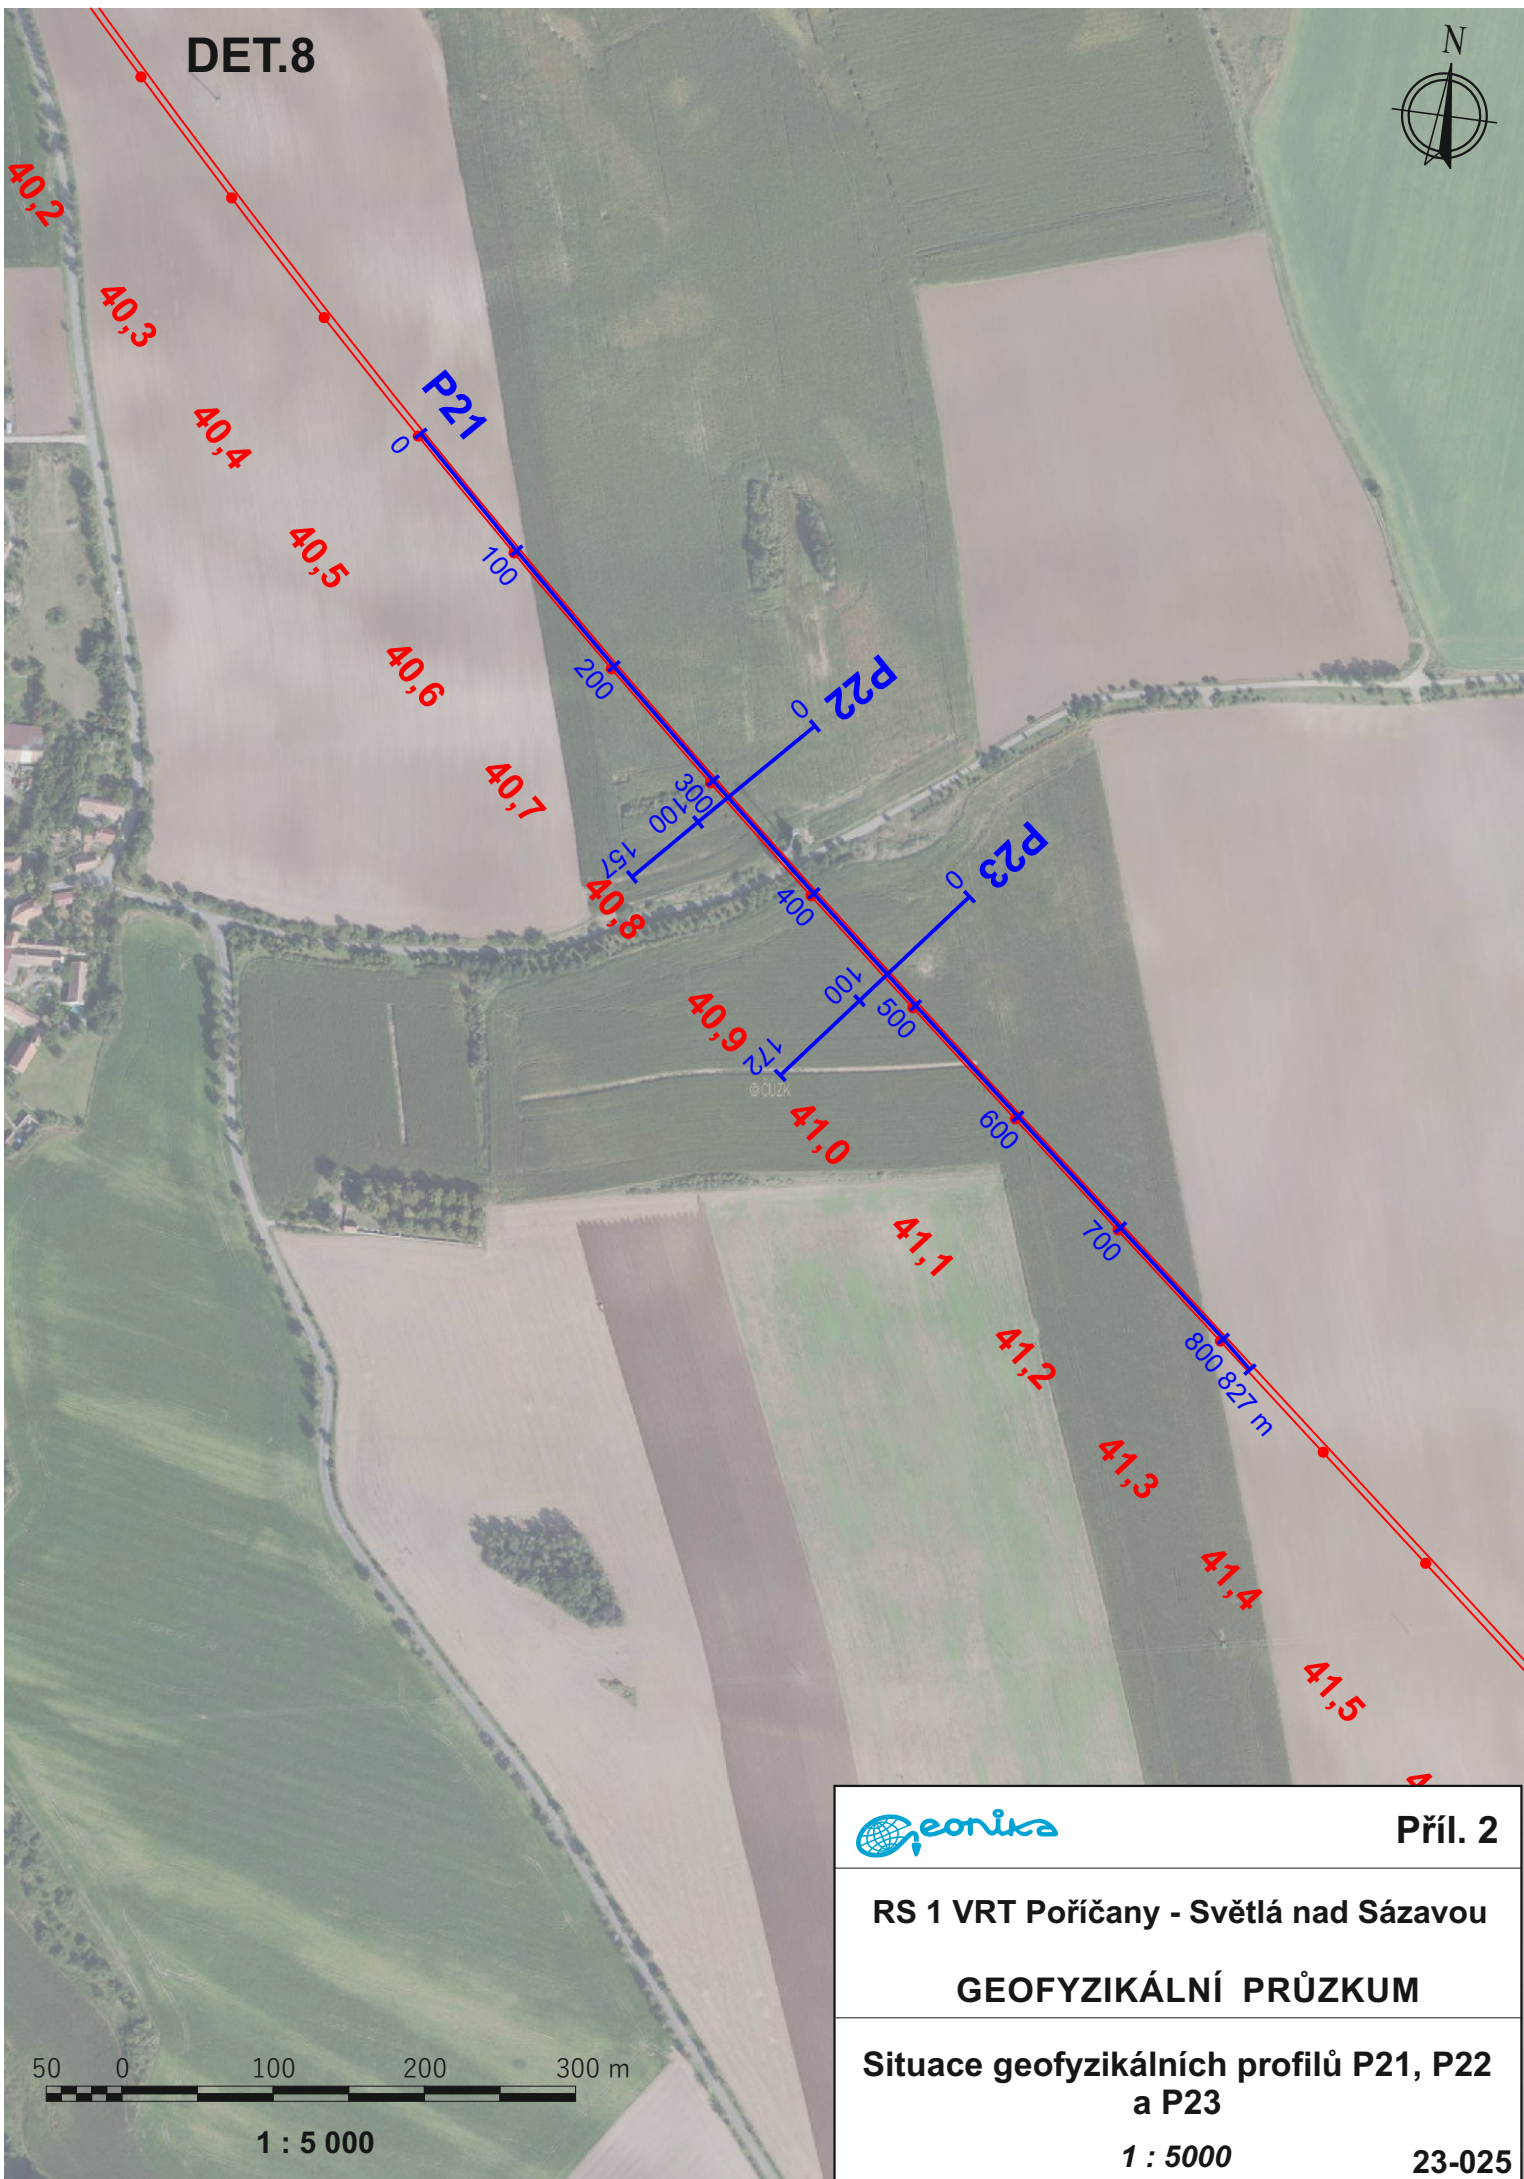 DET.8
N
40,2
40,3
40,4
40,5
40,6
40,7
40,8
40,9
41,0
41,1
41,2
41,3
41,4
41,5
P21
0
100
200
300
400
500
600
700
800
827 m
P22
0
100
157
P23
0
100
172
© ČÚZK
50 0 100 200 300 m
1 : 5 000
Geonika
Příl. 2
RS 1 VRT Poříčany - Světlá nad Sázavou
GEOFYZIKÁLNÍ PRŮZKUM
Situace geofyzikálních profilů P21, P22
a P23
1 : 5000
23-025